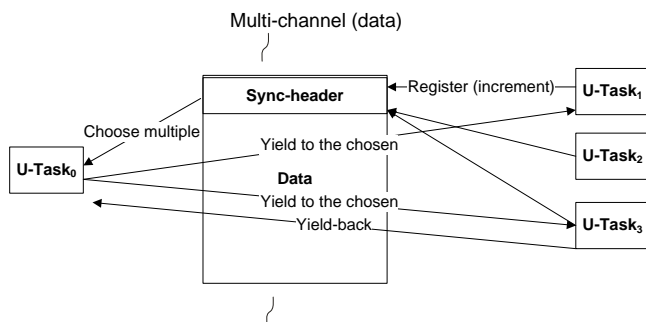 Multi-channel (data)
Sync-header
Register (increment)
U-Task1
Choose multiple
Yield to the chosen
U-Task2
U-Task0
Data
Yield to the chosen
Yield-back
U-Task3